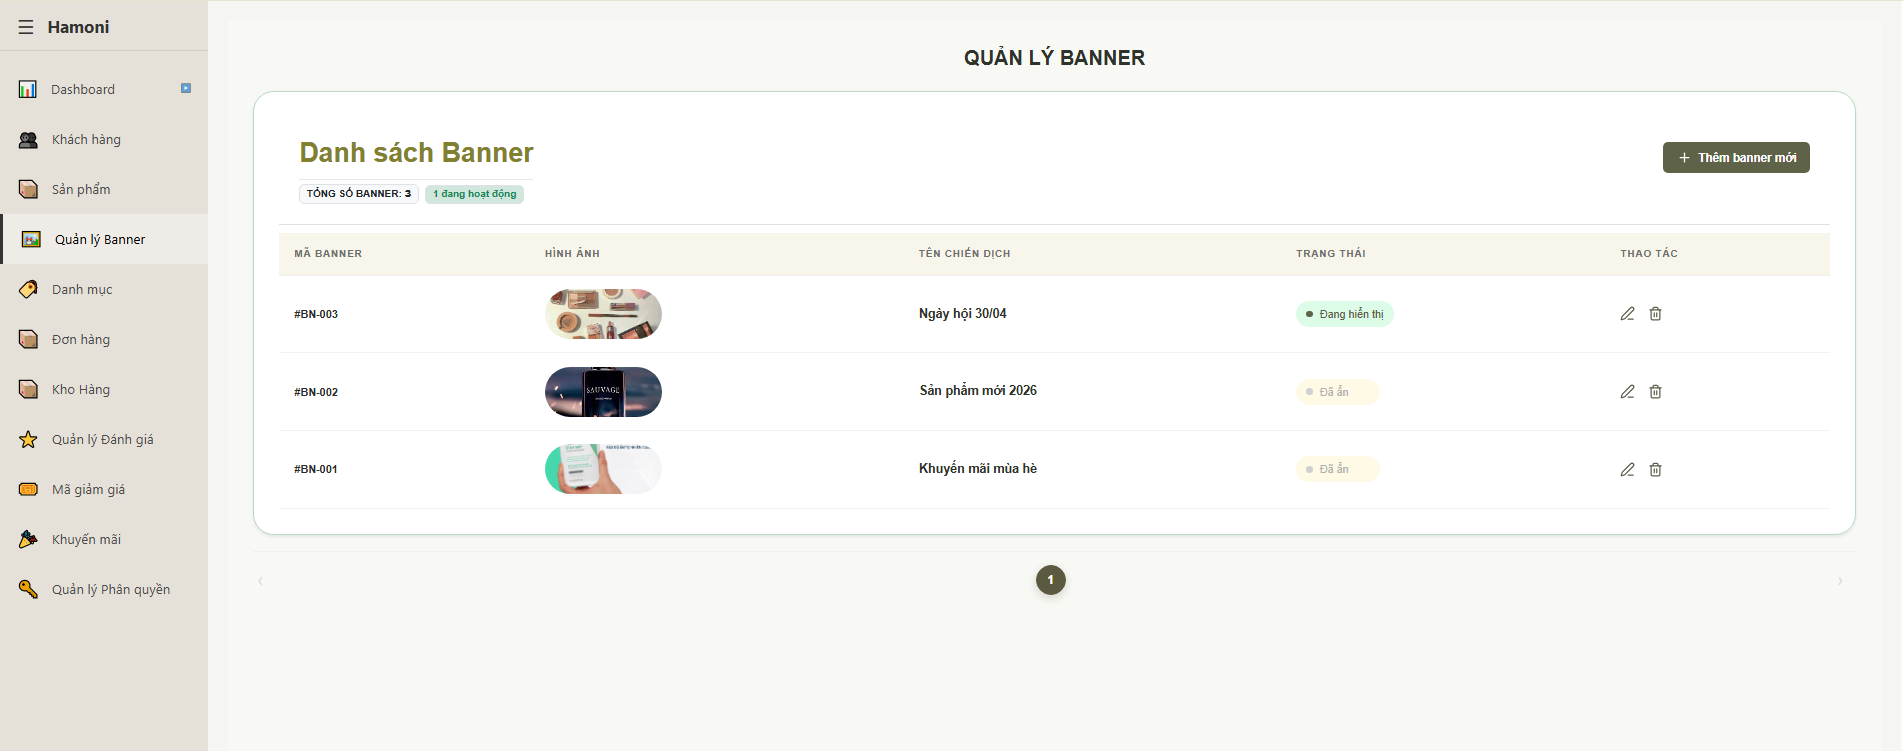 ☰ Hamoni
Dashboard
Khách hàng
Sản phẩm
Quản lý Banner
Danh mục
Đơn hàng
Kho Hàng
Quản lý Đánh giá
Mã giảm giá
Khuyến mãi
Quản lý Phân quyền
QUẢN LÝ BANNER
Danh sách Banner
+ Thêm banner mới
TỔNG SỐ BANNER: 3 1 đang hoạt động
MÃ BANNER HÌNH ẢNH TÊN CHIẾN DỊCH TRẠNG THÁI THAO TÁC
#BN-003 Ngày hội 30/04 Đang hiển thị
#BN-002 SAUVAGE Sản phẩm mới 2026 Đã ẩn
#BN-001 Khuyến mãi mùa hè Đã ẩn
‹ 1 ›